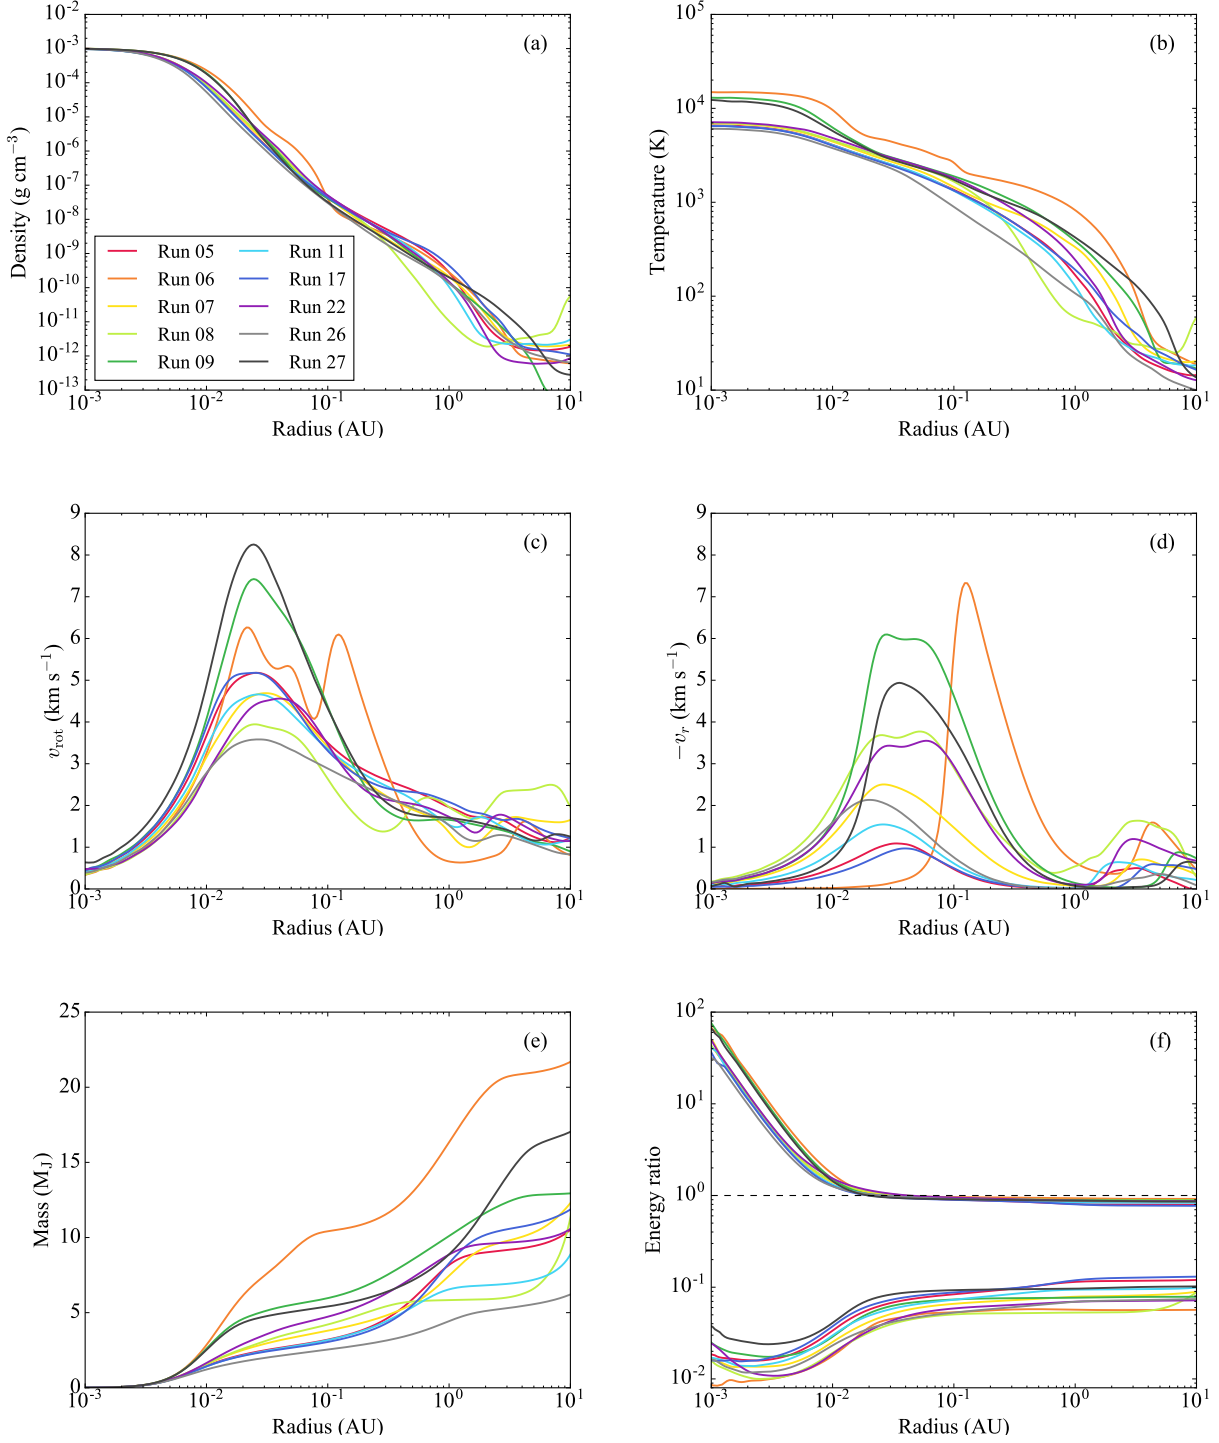 (a)
10⁻²
10⁻³
10⁻⁴
10⁻⁵
10⁻⁶
10⁻⁷
10⁻⁸
10⁻⁹
10⁻¹⁰
10⁻¹¹
10⁻¹²
10⁻¹³
Density (g cm⁻³)
Run 05 Run 11
Run 06 Run 17
Run 07 Run 22
Run 08 Run 26
Run 09 Run 27
10⁻³ 10⁻² 10⁻¹ 10⁰ 10¹
Radius (AU)
(b)
10⁵
10⁴
10³
10²
10¹
Temperature (K)
10⁻³ 10⁻² 10⁻¹ 10⁰ 10¹
Radius (AU)
(c)
9
8
7
6
5
4
3
2
1
0
v_rot (km s⁻¹)
10⁻³ 10⁻² 10⁻¹ 10⁰ 10¹
Radius (AU)
(d)
9
8
7
6
5
4
3
2
1
0
−v_r (km s⁻¹)
10⁻³ 10⁻² 10⁻¹ 10⁰ 10¹
Radius (AU)
(e)
25
20
15
10
5
0
Mass (M_J)
10⁻³ 10⁻² 10⁻¹ 10⁰ 10¹
Radius (AU)
(f)
10²
10¹
10⁰
10⁻¹
10⁻²
Energy ratio
10⁻³ 10⁻² 10⁻¹ 10⁰ 10¹
Radius (AU)